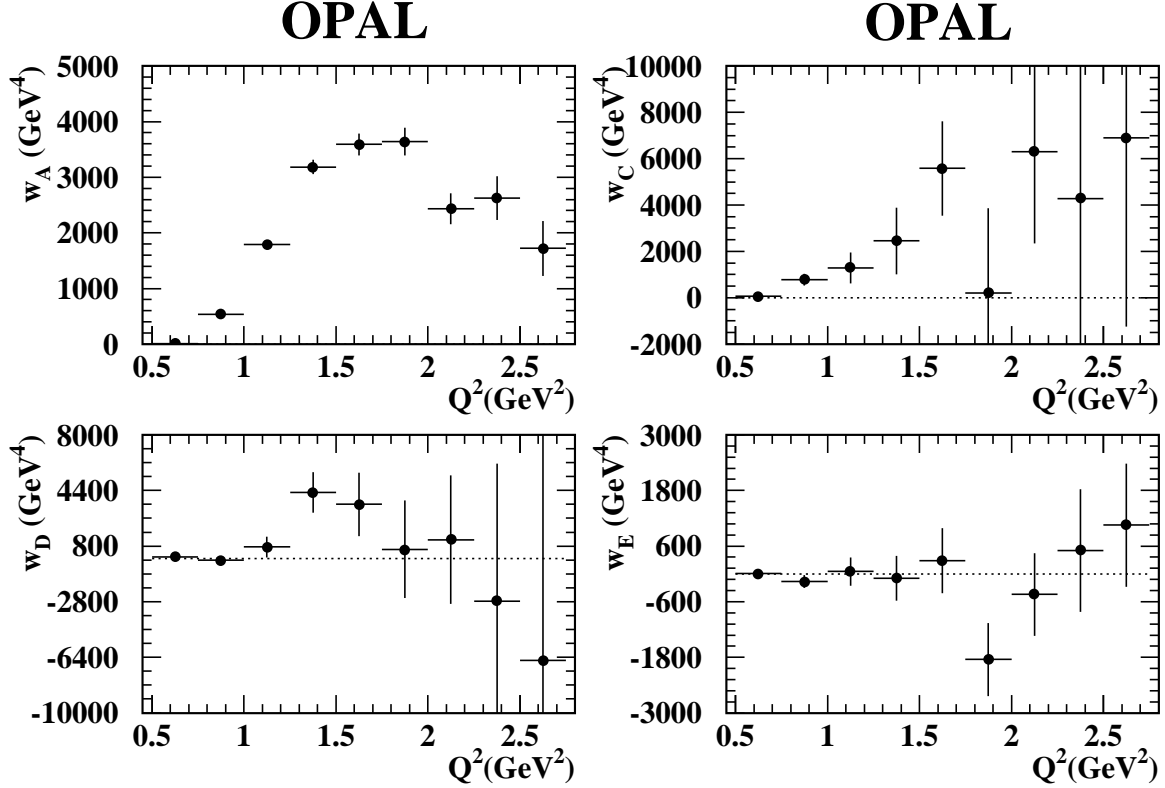 OPAL
w_A (GeV^4)
5000
4000
3000
2000
1000
0
0.5 1 1.5 2 2.5
Q^2(GeV^2)
OPAL
w_C (GeV^4)
10000
8000
6000
4000
2000
0
-2000
0.5 1 1.5 2 2.5
Q^2(GeV^2)
w_D (GeV^4)
8000
4400
800
-2800
-6400
-10000
0.5 1 1.5 2 2.5
Q^2(GeV^2)
w_E (GeV^4)
3000
1800
600
-600
-1800
-3000
0.5 1 1.5 2 2.5
Q^2(GeV^2)